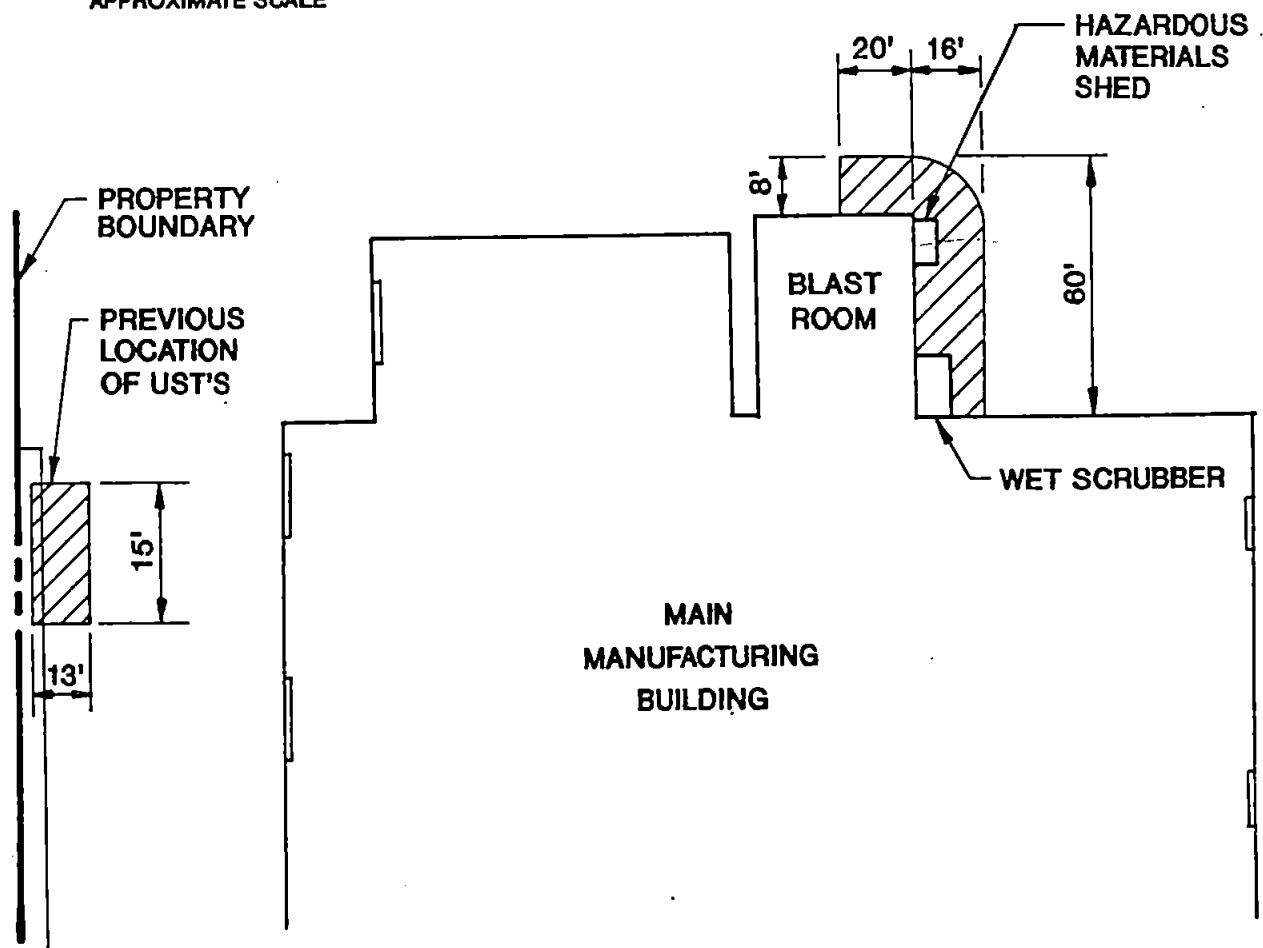 APPROXIMATE SCALE
20'
16'
HAZARDOUS
MATERIALS
SHED
8'
PROPERTY
BOUNDARY
BLAST
ROOM
60'
PREVIOUS
LOCATION
OF UST'S
WET SCRUBBER
15'
MAIN
MANUFACTURING
BUILDING
13'